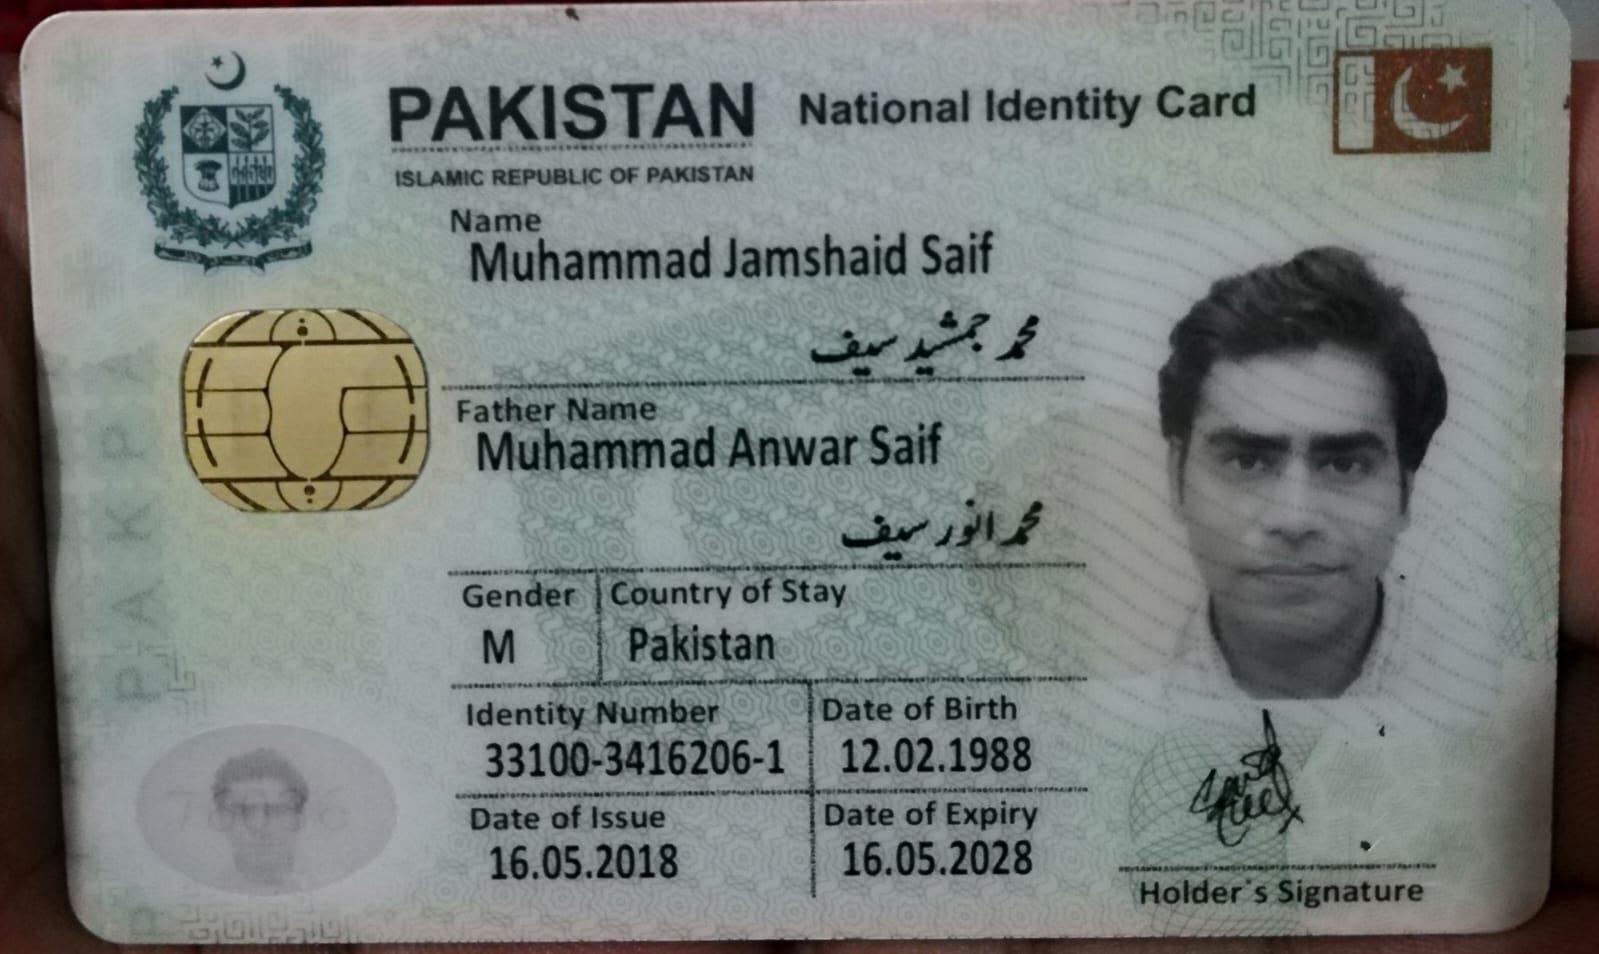 PAKISTAN National Identity Card
ISLAMIC REPUBLIC OF PAKISTAN
Name
Muhammad Jamshaid Saif
محمد جمشید سیف
Father Name
Muhammad Anwar Saif
محمد انور سیف
Gender Country of Stay
M Pakistan
Identity Number Date of Birth
33100-3416206-1 12.02.1988
Date of Issue Date of Expiry
16.05.2018 16.05.2028
Holder's Signature